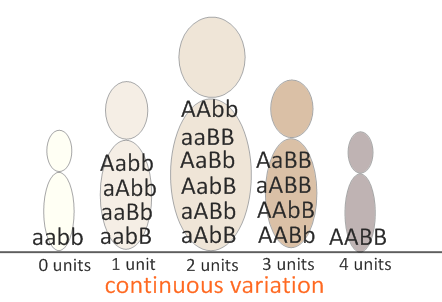 aabb
Aabb
aAbb
aaBb
aabB
AAbb
aaBB
AaBb
AabB
aABb
aAbB
AaBB
aABB
AAbB
AABb
AABB
0 units
1 unit
2 units
3 units
4 units
continuous variation